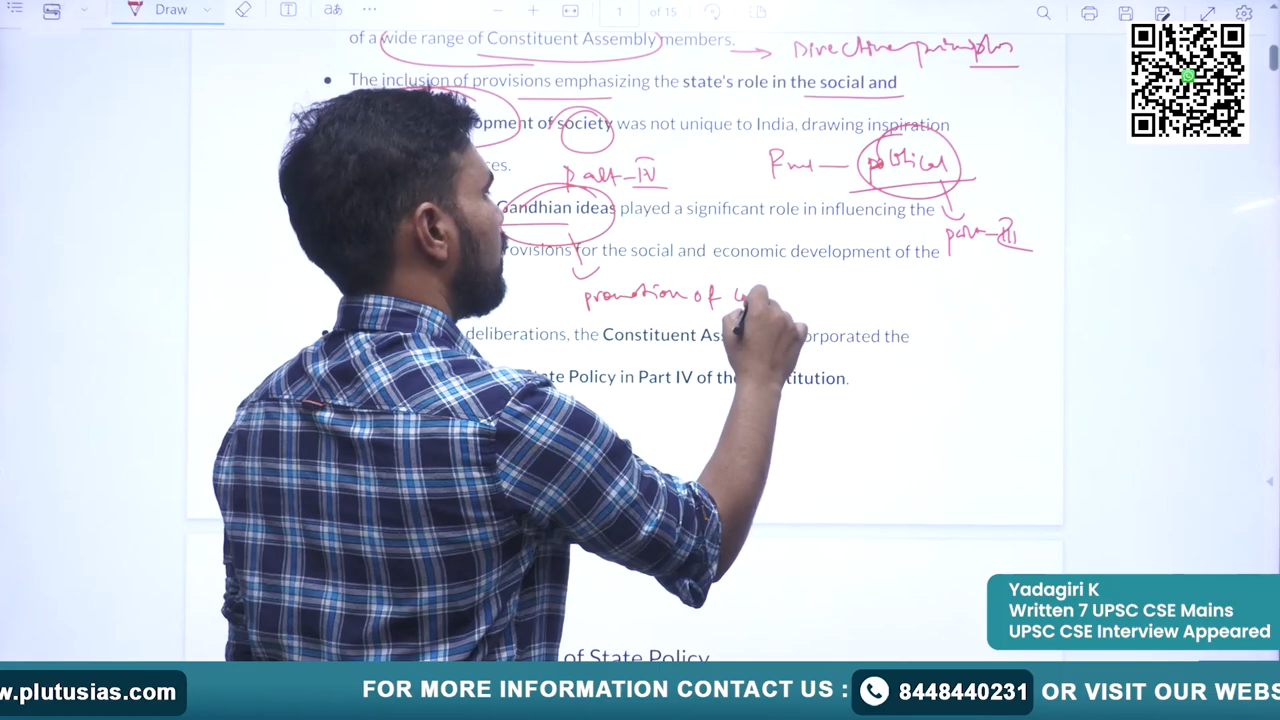 Draw
aあ
1 of 15
of a wide range of Constituent Assembly members. → Directive principles
The inclusion of provisions emphasizing the state's role in the social and
opment of society was not unique to India, drawing inspiration
ces.
Part-IV
political
Gandhian ideas played a significant role in influencing the
part-III
rovisions for the social and economic development of the
promotion of
deliberations, the Constituent Ass orporated the
ate Policy in Part IV of the titution.
of State Policy
Yadagiri K
Written 7 UPSC CSE Mains
UPSC CSE Interview Appeared
w.plutusias.com
FOR MORE INFORMATION CONTACT US : 8448440231 OR VISIT OUR WEBS